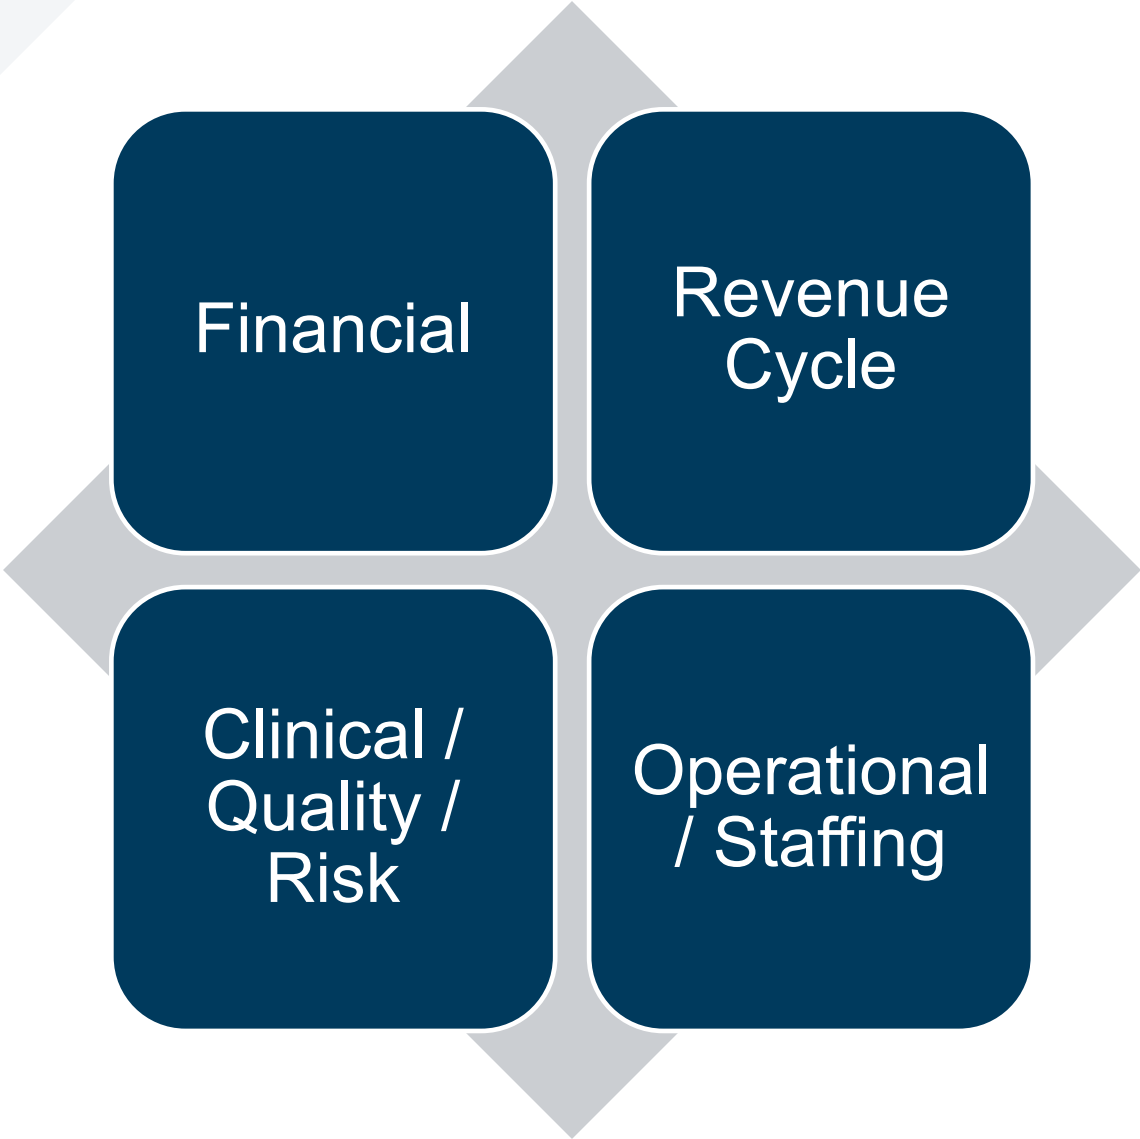 Financial
Revenue
Cycle
Clinical /
Quality /
Risk
Operational
/ Staffing